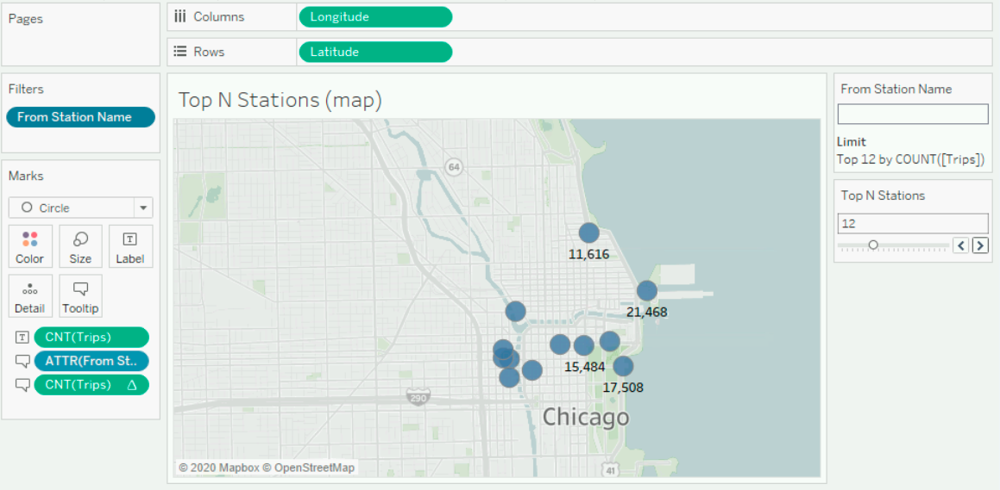 Pages
Columns
Longitude
Rows
Latitude
Filters
From Station Name
Marks
Circle
Color
Size
T
Label
Detail
Tooltip
T CNT(Trips)
ATTR(From St..
CNT(Trips) Δ
Top N Stations (map)
64
11,616
21,468
15,484
17,508
290
Chicago
41
© 2020 Mapbox © OpenStreetMap
From Station Name
Limit
Top 12 by COUNT([Trips])
Top N Stations
12